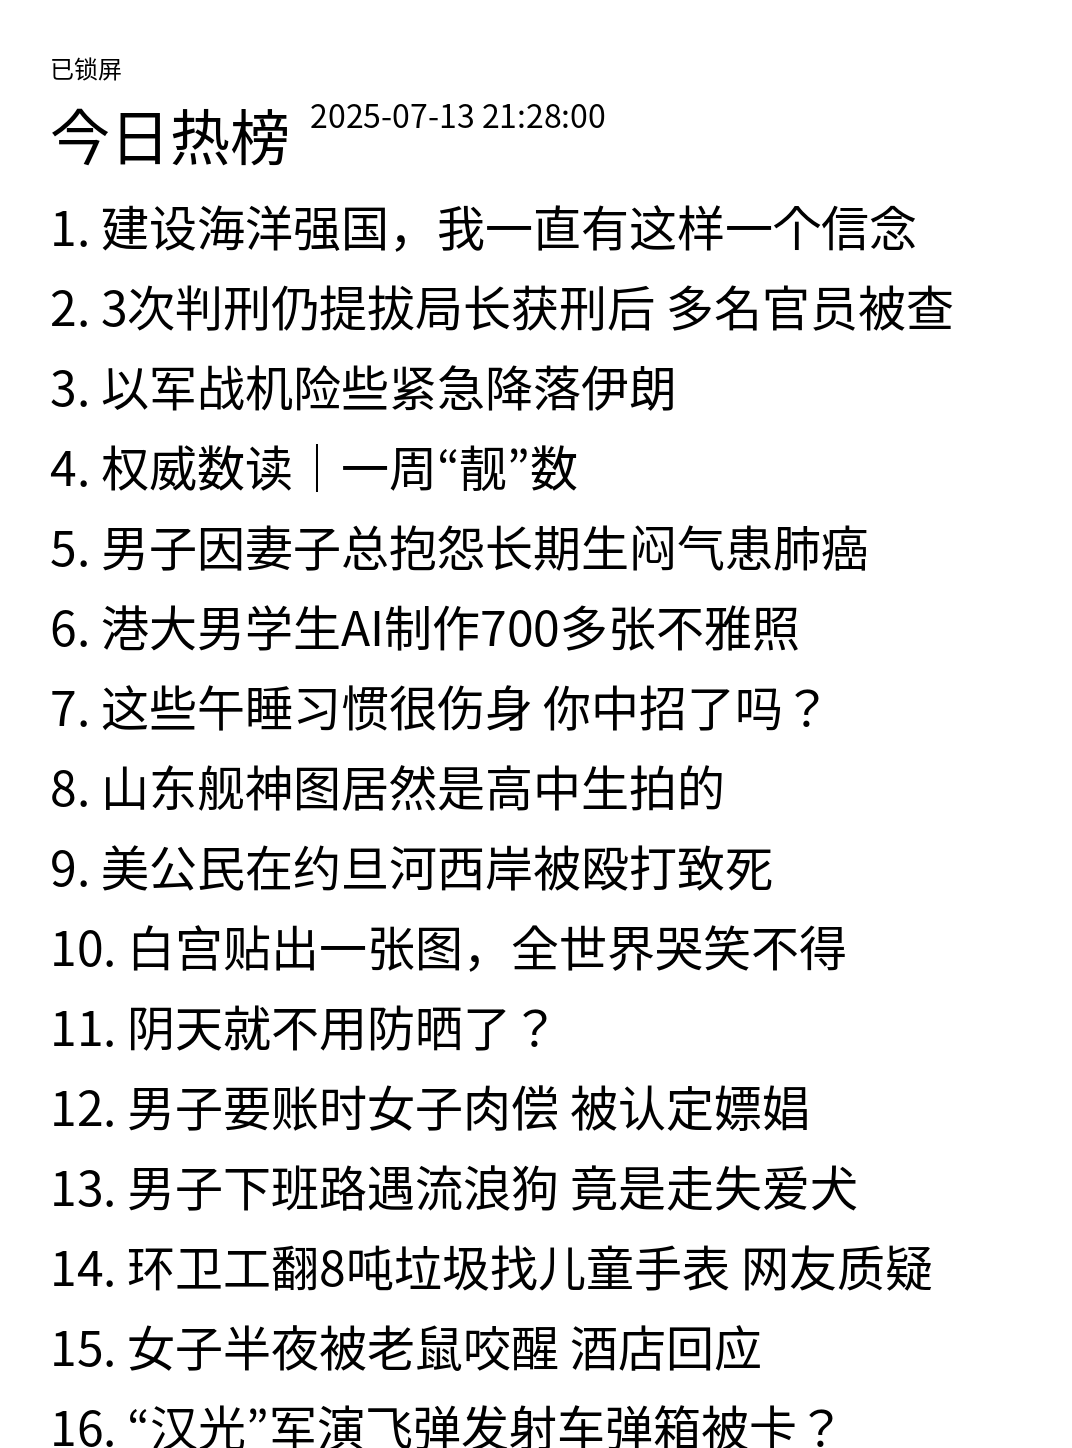 已锁屏
今日热榜 2025-07-13 21:28:00
1. 建设海洋强国，我一直有这样一个信念
2. 3次判刑仍提拔局长获刑后 多名官员被查
3. 以军战机险些紧急降落伊朗
4. 权威数读｜一周“靓”数
5. 男子因妻子总抱怨长期生闷气患肺癌
6. 港大男学生AI制作700多张不雅照
7. 这些午睡习惯很伤身 你中招了吗？
8. 山东舰神图居然是高中生拍的
9. 美公民在约旦河西岸被殴打致死
10. 白宫贴出一张图，全世界哭笑不得
11. 阴天就不用防晒了？
12. 男子要账时女子肉偿 被认定嫖娼
13. 男子下班路遇流浪狗 竟是走失爱犬
14. 环卫工翻8吨垃圾找儿童手表 网友质疑
15. 女子半夜被老鼠咬醒 酒店回应
16. “汉光”军演飞弹发射车弹箱被卡？